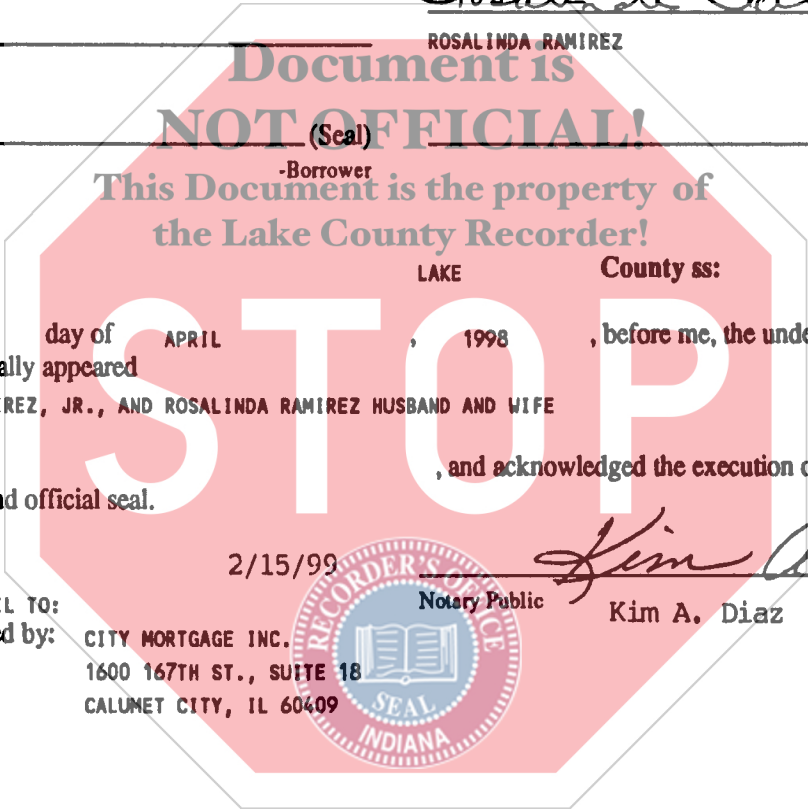 ROSALINDA RAMIREZ
Document is
NOT OFFICIAL!
(Seal)
-Borrower
This Document is the property of
the Lake County Recorder!
LAKE County ss:
day of APRIL , 1998 , before me, the unde
ally appeared
REZ, JR., AND ROSALINDA RAMIREZ HUSBAND AND WIFE
STOP
, and acknowledged the execution o
nd official seal.
2/15/99
Kim A.
Notary Public Kim A. Diaz
L TO:
d by: CITY MORTGAGE INC.
1600 167TH ST., SUITE 18
CALUMET CITY, IL 60409
RECORDER'S OFFICE
SEAL
INDIANA